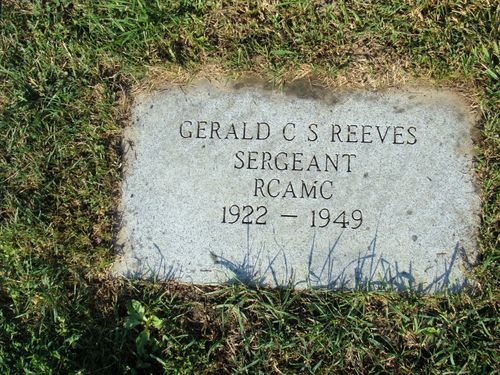 GERALD C S REEVES
SERGEANT
RCAMC
1922 — 1949